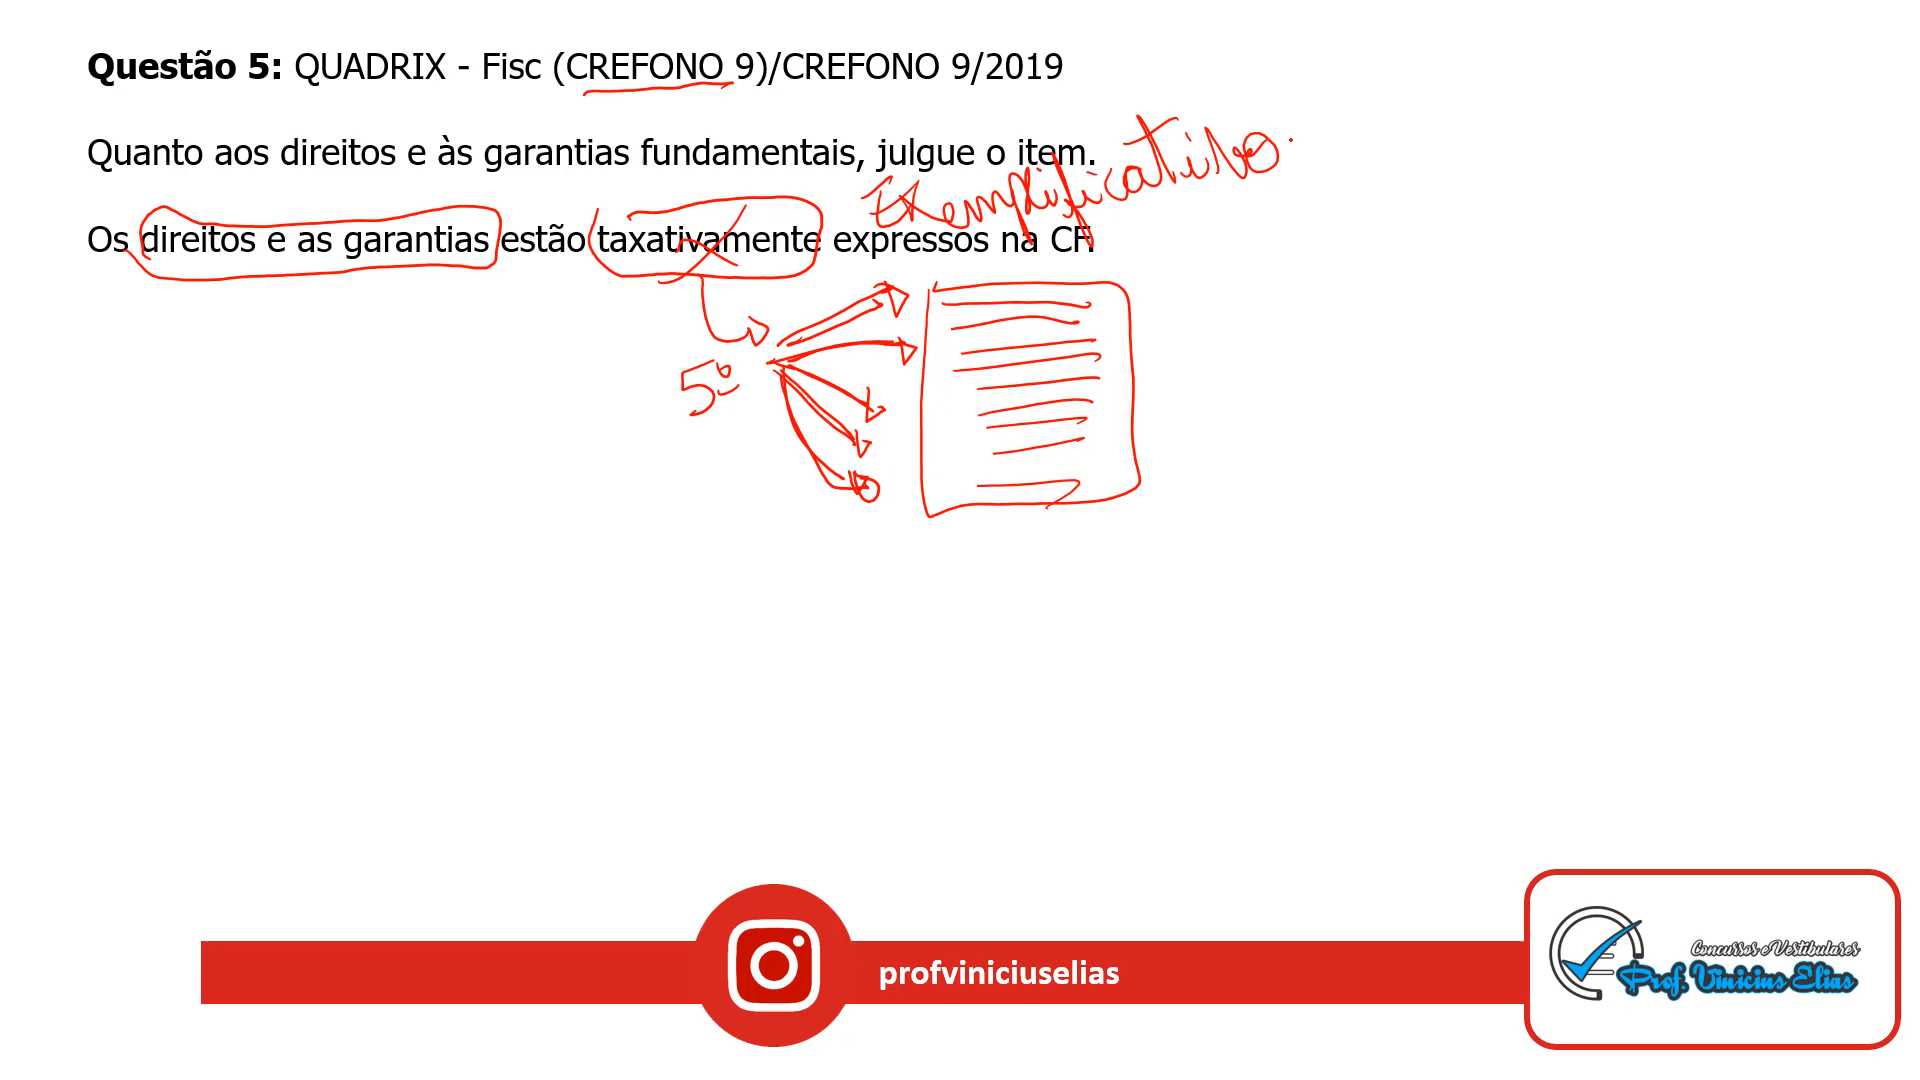 Questão 5: QUADRIX - Fisc (CREFONO 9)/CREFONO 9/2019
Quanto aos direitos e às garantias fundamentais, julgue o item.
Exemplificativo.
Os direitos e as garantias estão taxativamente expressos na CF.
5º
profviniciuselias
Concursos e Vestibulares
Prof. Vinicius Elias